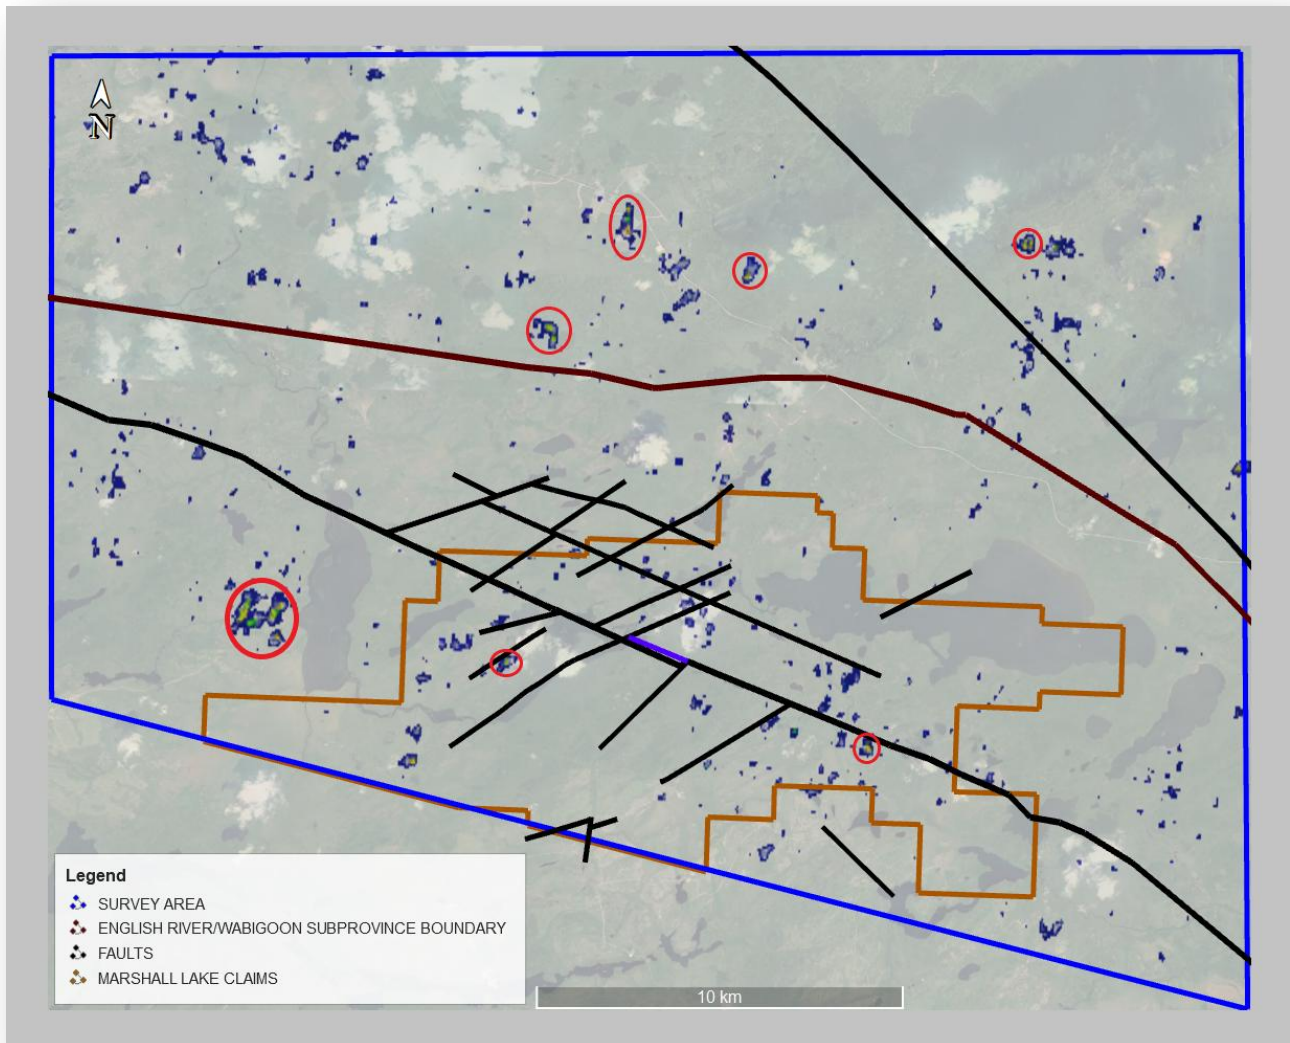 N
10 km
Legend
SURVEY AREA
ENGLISH RIVER/WABIGOON SUBPROVINCE BOUNDARY
FAULTS
MARSHALL LAKE CLAIMS